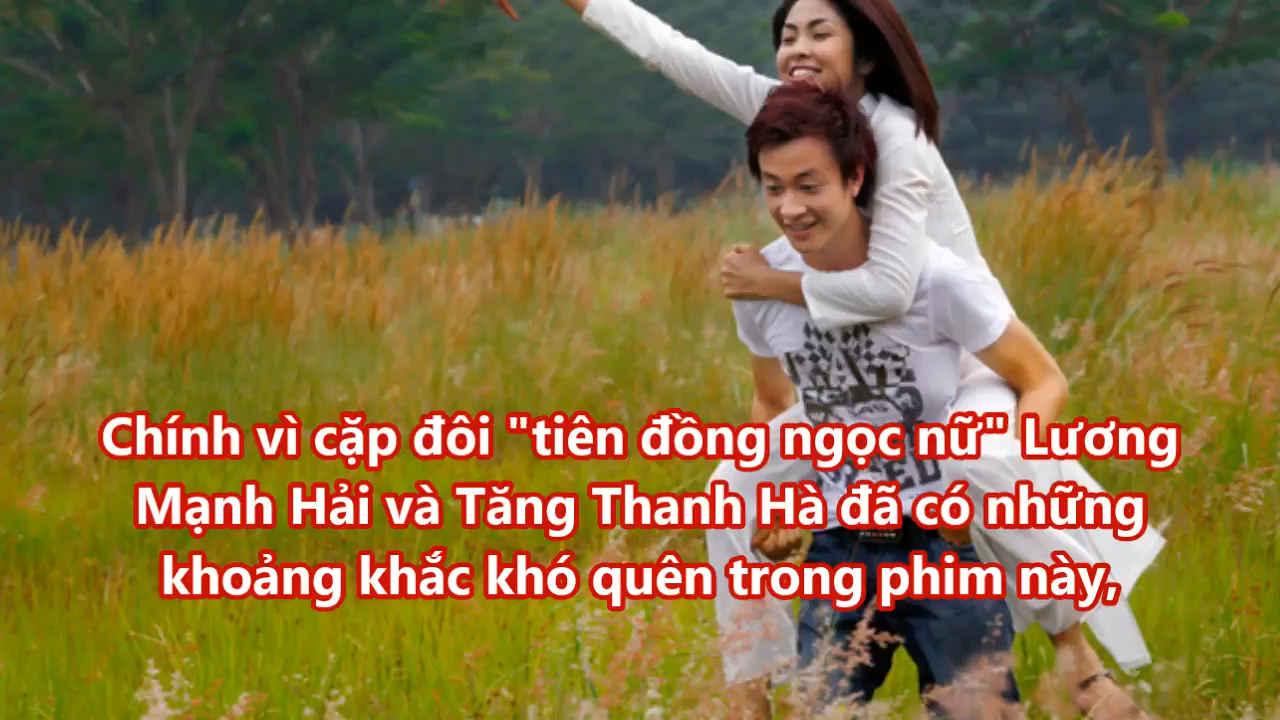 Chính vì cặp đôi "tiên đồng ngọc nữ" Lương
Mạnh Hải và Tăng Thanh Hà đã có những
khoảng khắc khó quên trong phim này,